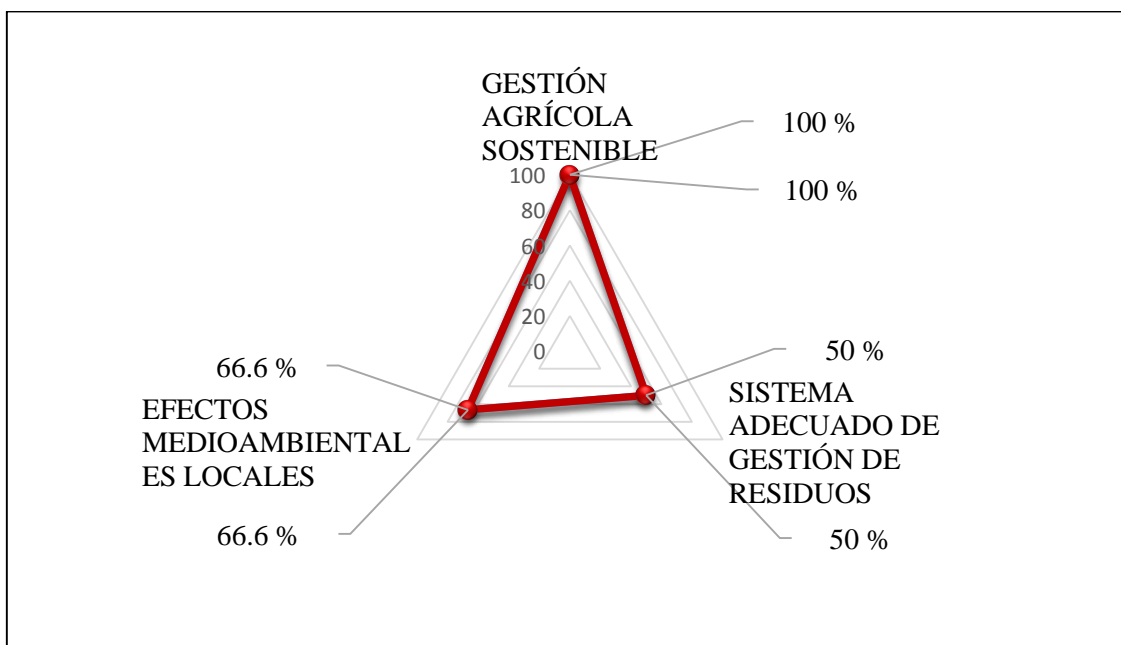 GESTIÓN
AGRÍCOLA
SOSTENIBLE
100 %
100 %
100
80
60
40
20
0
50 %
SISTEMA
ADECUADO DE
GESTIÓN DE
RESIDUOS
50 %
66.6 %
EFECTOS
MEDIOAMBIENTAL
ES LOCALES
66.6 %